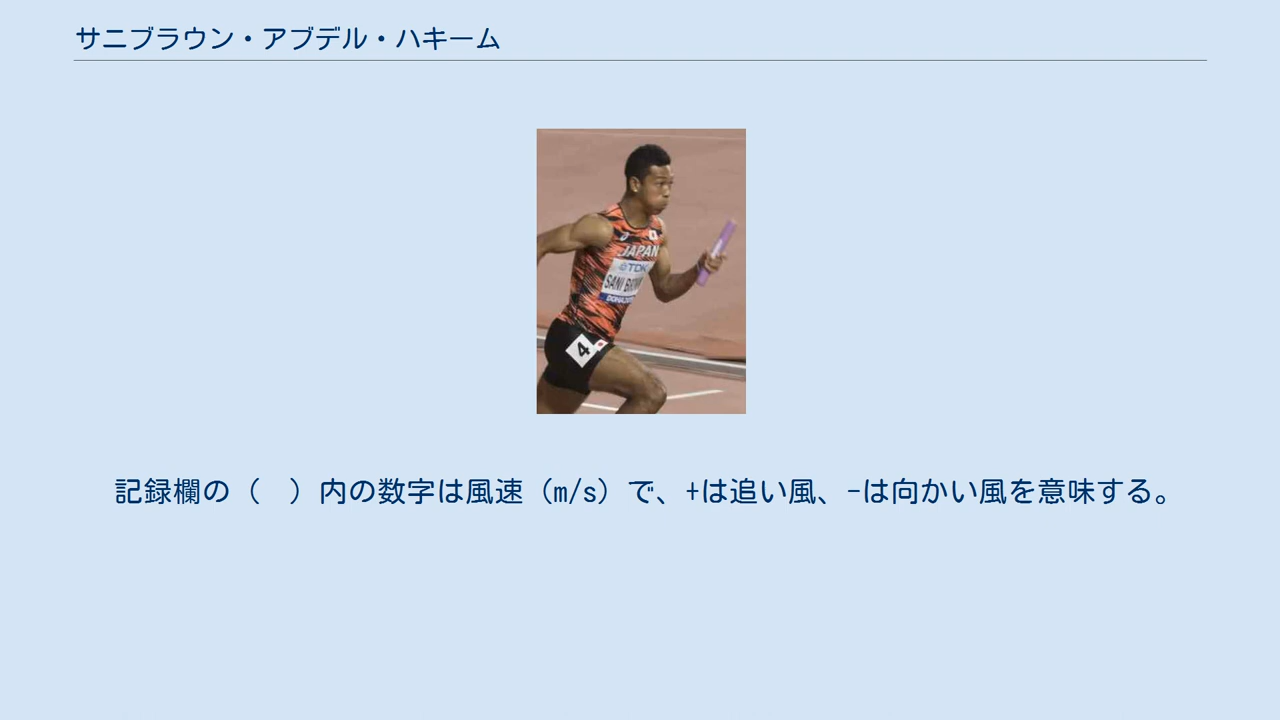 サニブラウン・アブデル・ハキーム
JAPAN
TDK
SANI BROWN
DOHA
4
記録欄の（　）内の数字は風速（m/s）で、+は追い風、-は向かい風を意味する。